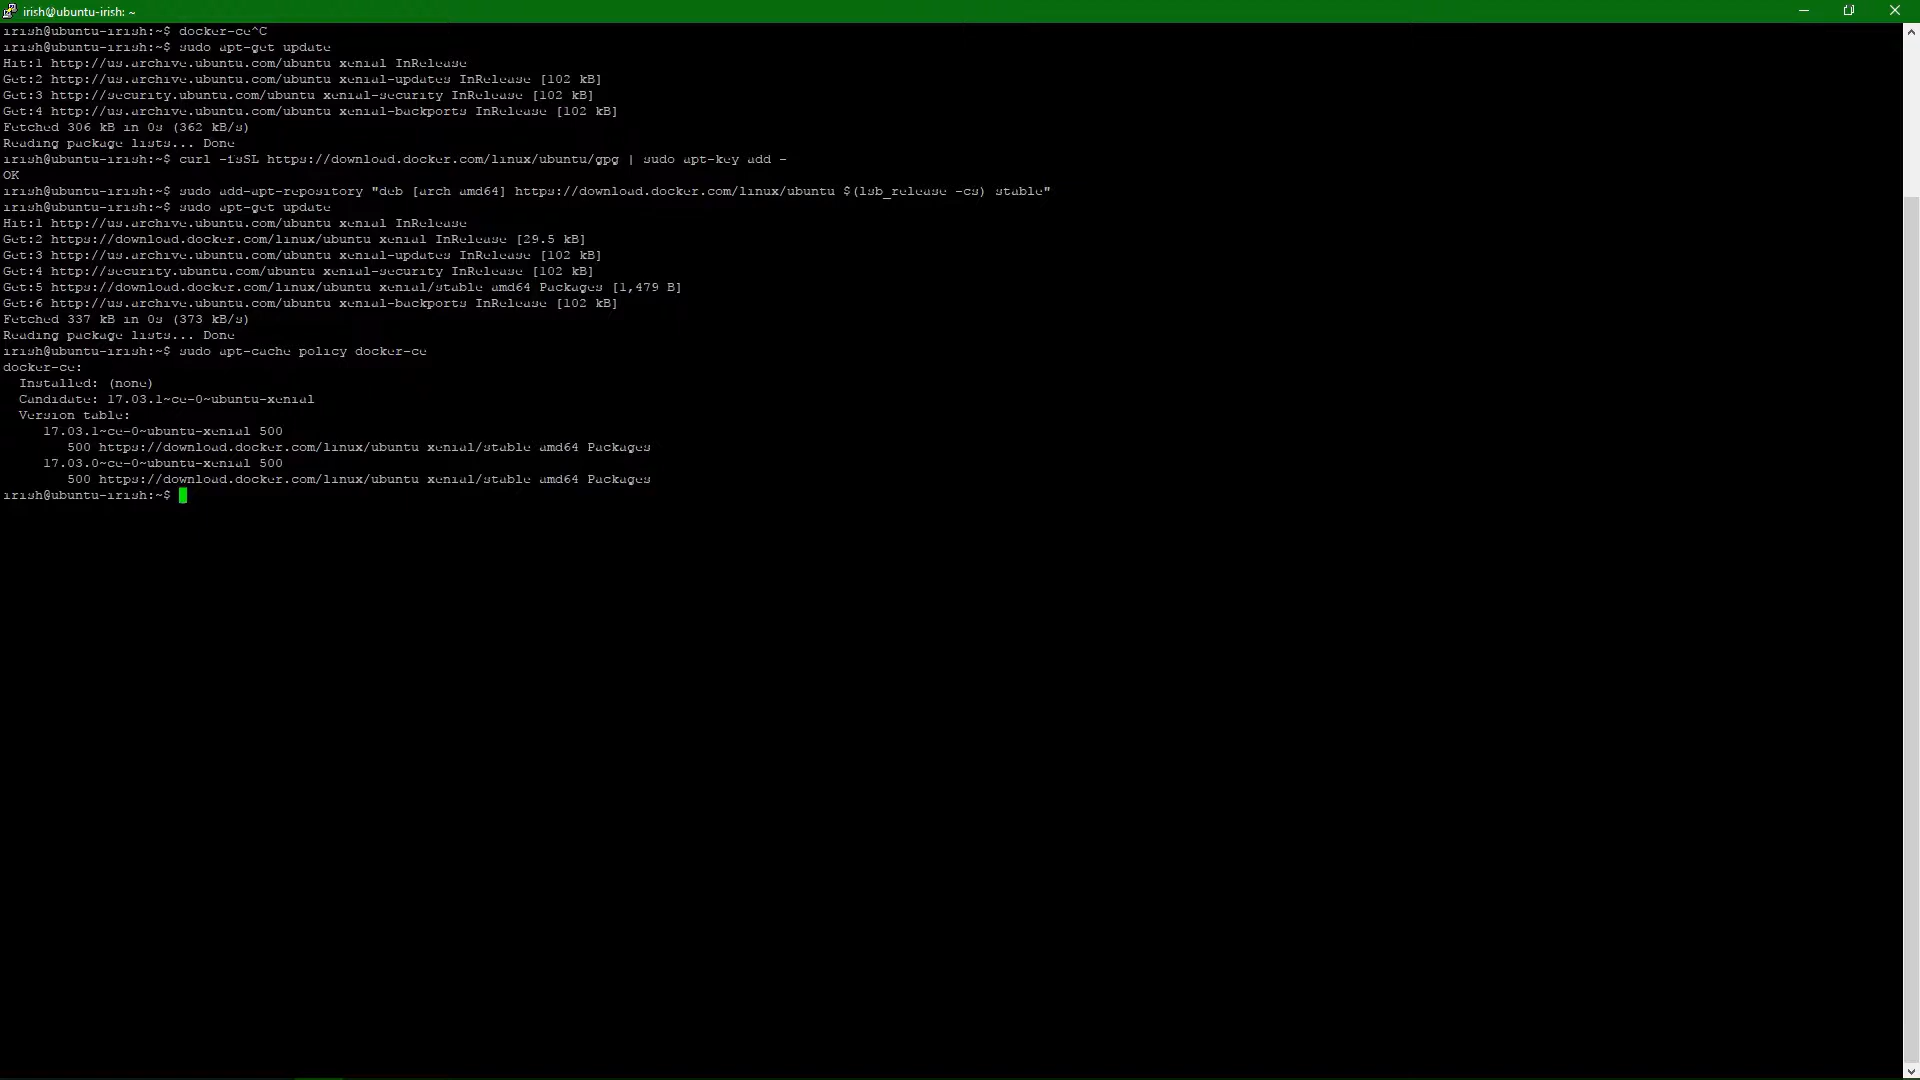 irish@ubuntu-irish: ~
irish@ubuntu-irish:~$ docker-ce^C
irish@ubuntu-irish:~$ sudo apt-get update
Hit:1 http://us.archive.ubuntu.com/ubuntu xenial InRelease
Get:2 http://us.archive.ubuntu.com/ubuntu xenial-updates InRelease [102 kB]
Get:3 http://security.ubuntu.com/ubuntu xenial-security InRelease [102 kB]
Get:4 http://us.archive.ubuntu.com/ubuntu xenial-backports InRelease [102 kB]
Fetched 306 kB in 0s (362 kB/s)
Reading package lists... Done
irish@ubuntu-irish:~$ curl -fsSL https://download.docker.com/linux/ubuntu/gpg | sudo apt-key add -
OK
irish@ubuntu-irish:~$ sudo add-apt-repository "deb [arch amd64] https://download.docker.com/linux/ubuntu $(lsb_release -cs) stable"
irish@ubuntu-irish:~$ sudo apt-get update
Hit:1 http://us.archive.ubuntu.com/ubuntu xenial InRelease
Get:2 https://download.docker.com/linux/ubuntu xenial InRelease [29.5 kB]
Get:3 http://us.archive.ubuntu.com/ubuntu xenial-updates InRelease [102 kB]
Get:4 http://security.ubuntu.com/ubuntu xenial-security InRelease [102 kB]
Get:5 https://download.docker.com/linux/ubuntu xenial/stable amd64 Packages [1,479 B]
Get:6 http://us.archive.ubuntu.com/ubuntu xenial-backports InRelease [102 kB]
Fetched 337 kB in 0s (373 kB/s)
Reading package lists... Done
irish@ubuntu-irish:~$ sudo apt-cache policy docker-ce
docker-ce:
  Installed: (none)
  Candidate: 17.03.1~ce-0~ubuntu-xenial
  Version table:
     17.03.1~ce-0~ubuntu-xenial 500
        500 https://download.docker.com/linux/ubuntu xenial/stable amd64 Packages
     17.03.0~ce-0~ubuntu-xenial 500
        500 https://download.docker.com/linux/ubuntu xenial/stable amd64 Packages
irish@ubuntu-irish:~$